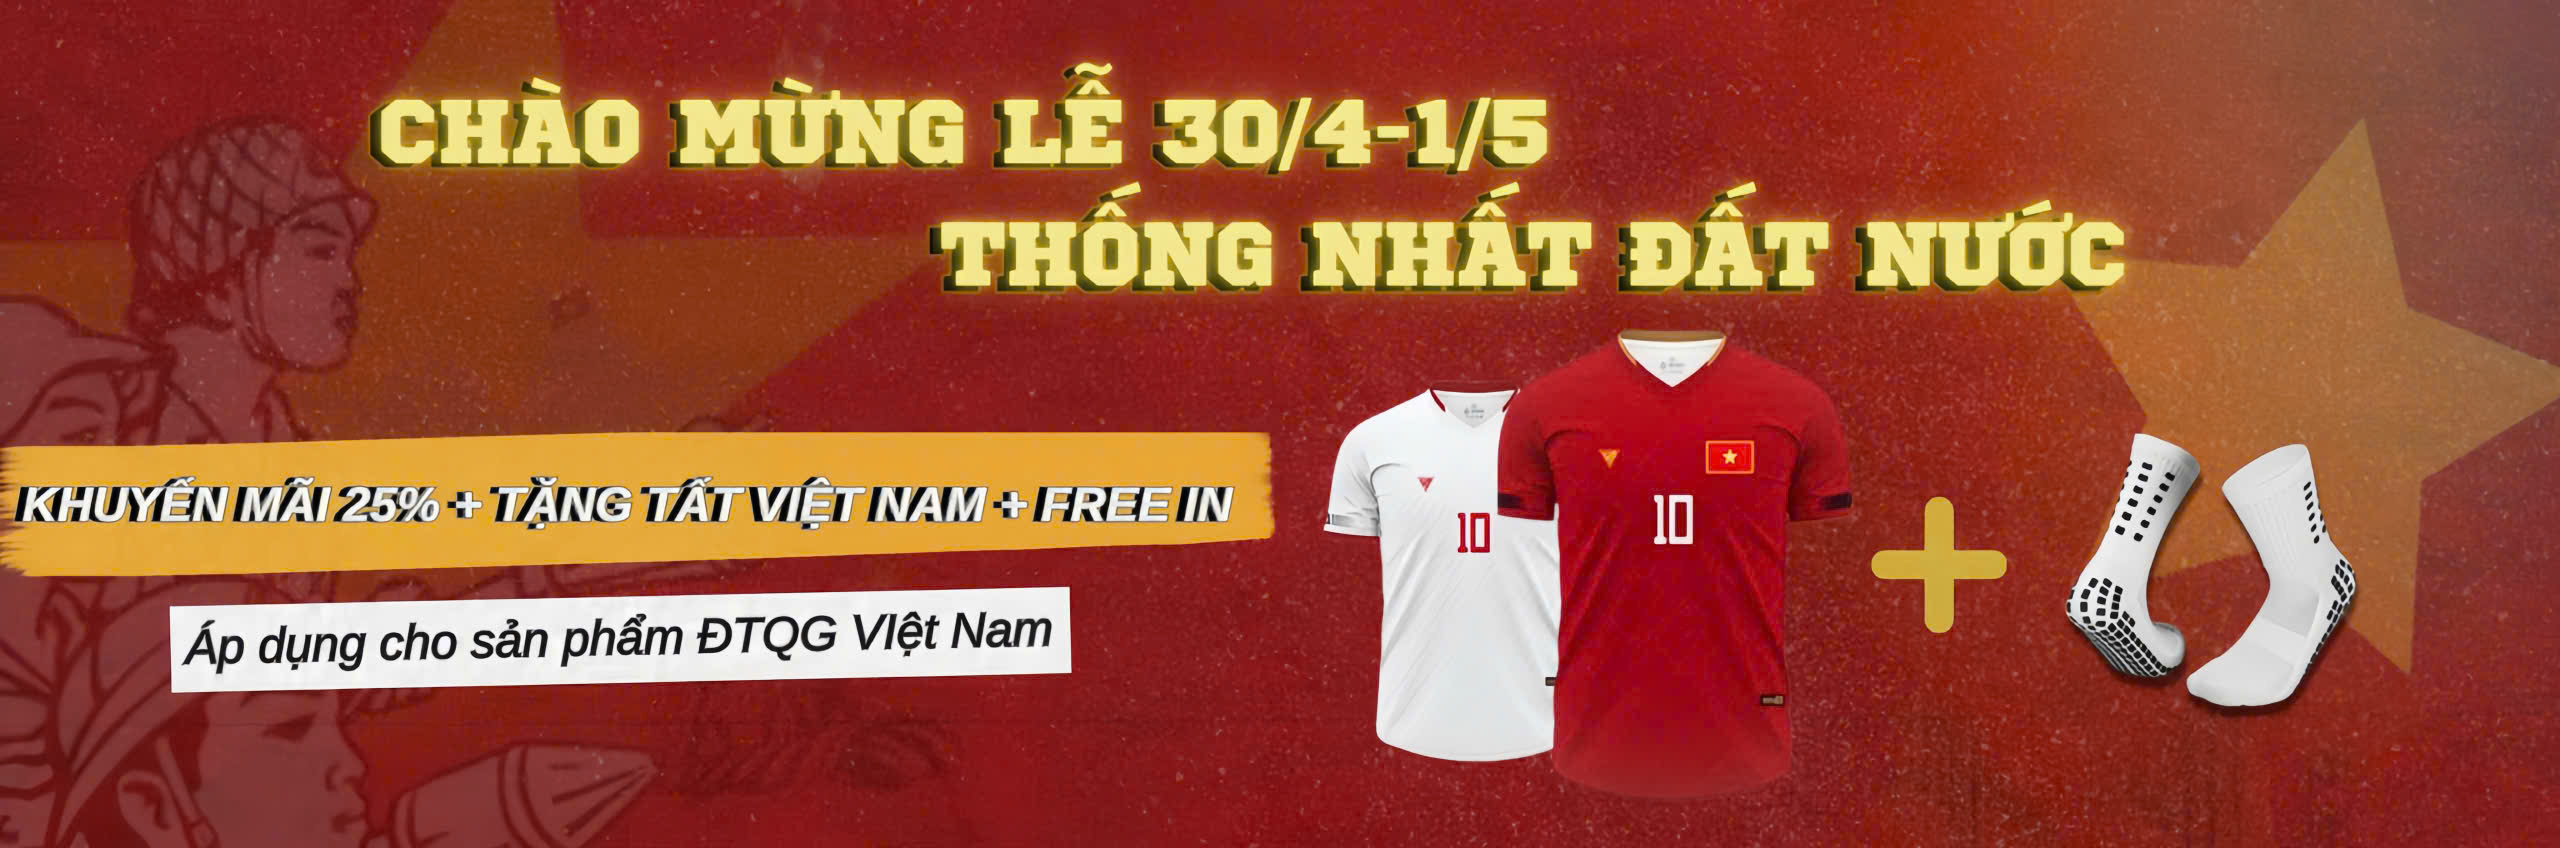 CHÀO MỪNG LỄ 30/4-1/5
THỐNG NHẤT ĐẤT NƯỚC
KHUYẾN MÃI 25% + TẶNG TẤT VIỆT NAM + FREE IN
Áp dụng cho sản phẩm ĐTQG VIệt Nam
10
10